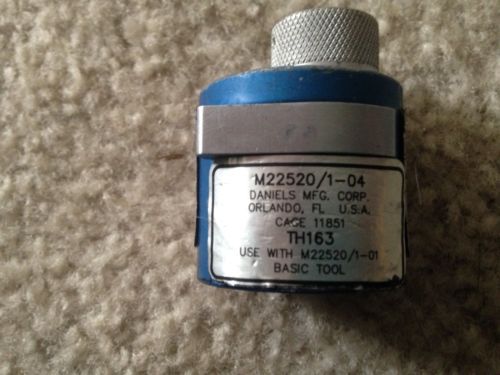 M22520/1-04
DANIELS MFG. CORP.
ORLANDO, FL U.S.A.
CAGE 11851
TH163
USE WITH M22520/1-01
BASIC TOOL